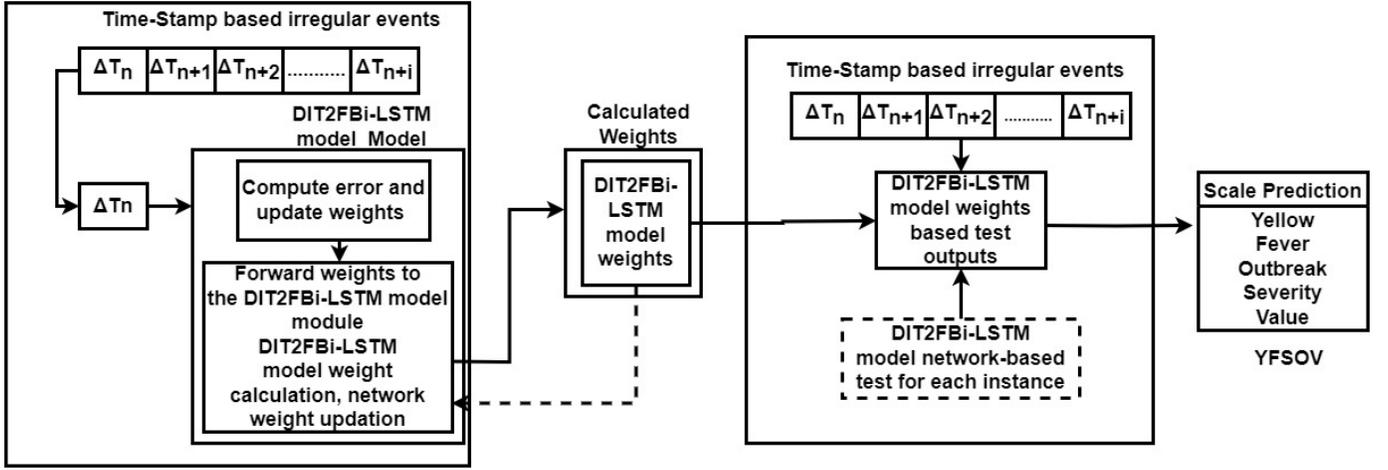 Time-Stamp based irregular events
ΔTn ΔTn+1 ΔTn+2 ........... ΔTn+i
DIT2FBi-LSTM
model Model
ΔTn
Compute error and
update weights
Forward weights to
the DIT2FBi-LSTM model
module
DIT2FBi-LSTM
model weight
calculation, network
weight updation
Calculated
Weights
DIT2FBi-
LSTM
model
weights
Time-Stamp based irregular events
ΔTn ΔTn+1 ΔTn+2 ........... ΔTn+i
DIT2FBi-LSTM
model weights
based test
outputs
DIT2FBi-LSTM
model network-based
test for each instance
Scale Prediction
Yellow
Fever
Outbreak
Severity
Value
YFSOV